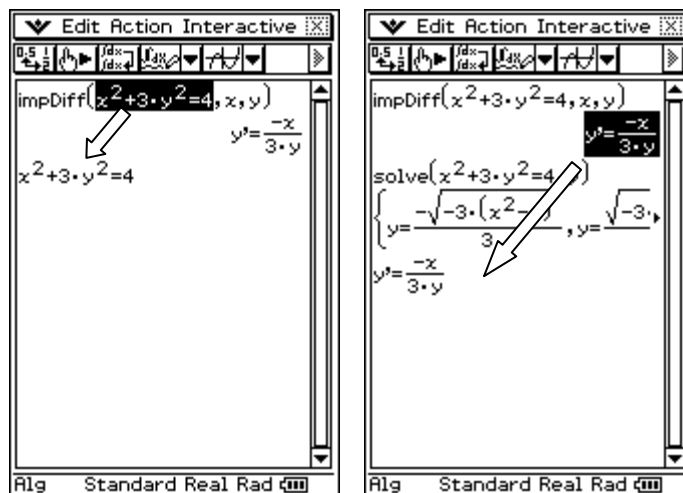 Edit Action Interactive
impDiff(x²+3·y²=4,x,y)
y'=-x/(3·y)
x²+3·y²=4
Alg Standard Real Rad
Edit Action Interactive
impDiff(x²+3·y²=4,x,y)
y'=-x/(3·y)
solve(x²+3·y²=4 )
{y=-√(-3·(x²- ))/3 ,y=√-3·
y'=-x/(3·y)
Alg Standard Real Rad